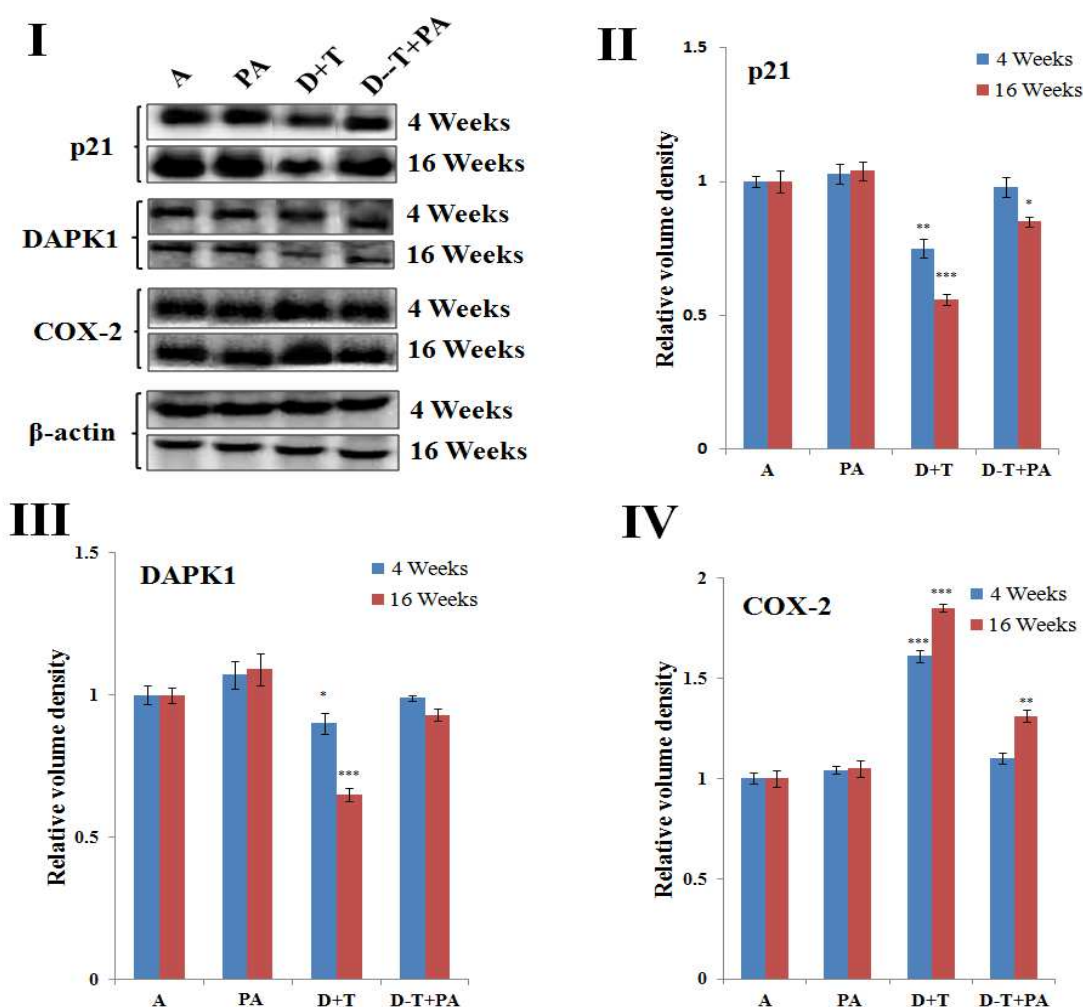 I
A PA D+T D--T+PA
p21
4 Weeks
16 Weeks
DAPK1
4 Weeks
16 Weeks
COX-2
4 Weeks
16 Weeks
β-actin
4 Weeks
16 Weeks
II
p21
4 Weeks
16 Weeks
Relative volume density
1.5
1
0.5
0
** *** *
A PA D+T D-T+PA
III
DAPK1
4 Weeks
16 Weeks
Relative volume density
1.5
1
0.5
0
* ***
A PA D+T D-T+PA
IV
COX-2
4 Weeks
16 Weeks
Relative volume density
2
1.5
1
0.5
0
*** *** **
A PA D+T D-T+PA